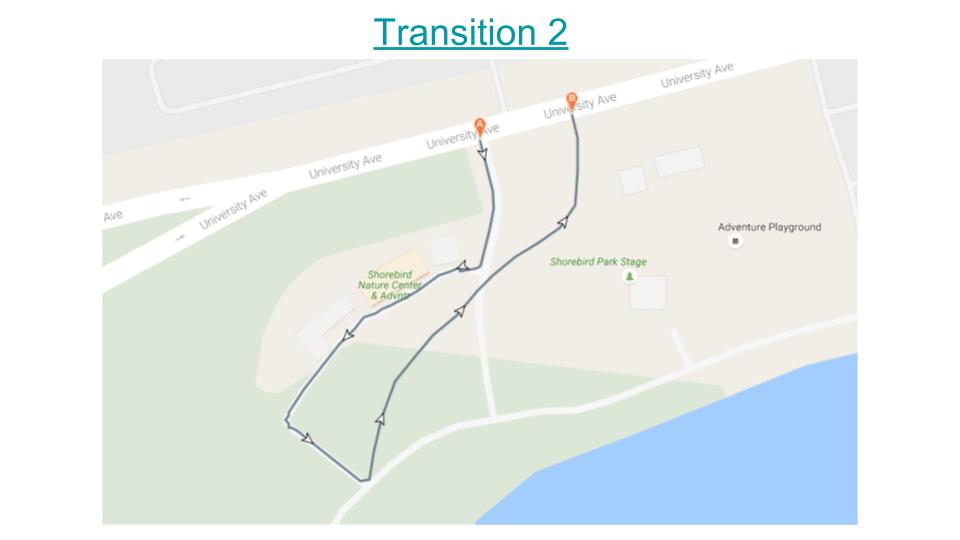 Transition 2
University Ave
B
University Ave
A
University Ave
University Ave
University Ave
Ave
Adventure Playground
Shorebird Park Stage
Shorebird
Nature Center
& Advntr